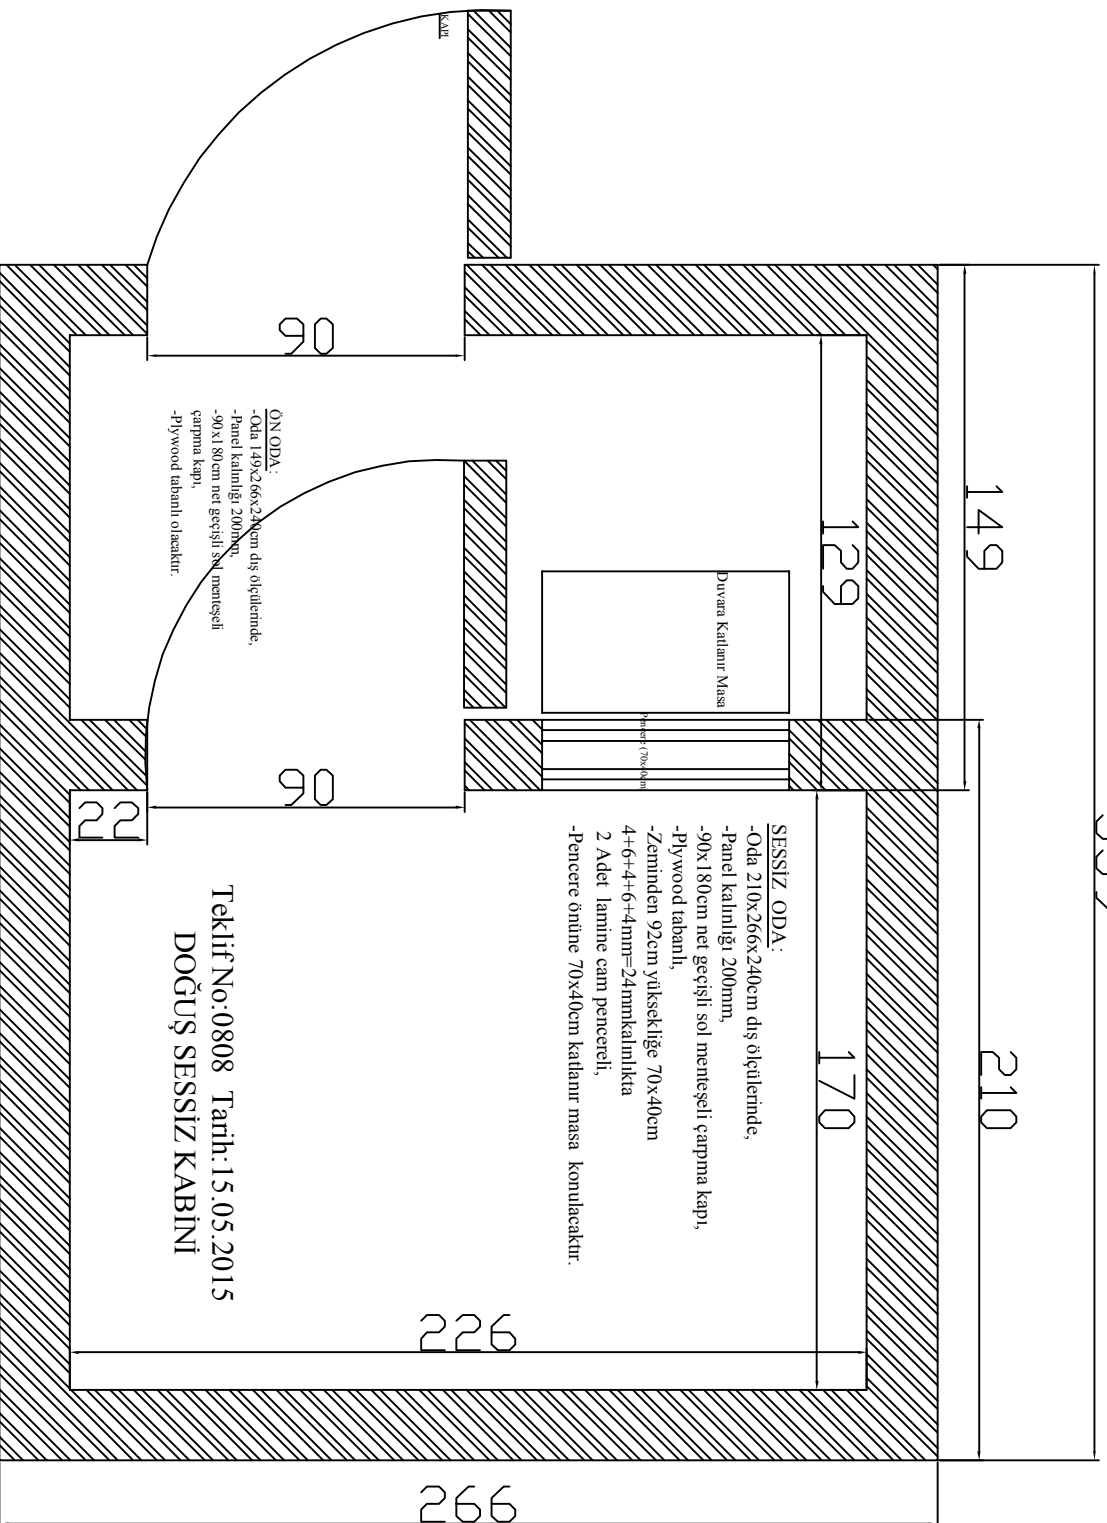 KAPI
ÖN ODA:
-Oda 149x266x240cm dış ölçülerinde,
-Panel kalınlığı 200mm,
-90x180cm net geçişli sol menteşeli
çarpma kapı,
-Plywood tabanlı olacaktır.
Duvara Katlanır Masa
Pencere (70x40cm)
SESSİZ ODA:
-Oda 210x266x240cm dış ölçülerinde,
-Panel kalınlığı 200mm,
-90x180cm net geçişli sol menteşeli çarpma kapı,
-Plywood tabanlı,
-Zeminden 92cm yüksekliğe 70x40cm
4+6+4+6+4mm=24mmkalınlıkta
2 Adet lamine cam pencereli,
-Pencere önüne 70x40cm katlanır masa konulacaktır.
Teklif No:0808 Tarih:15.05.2015
DOĞUŞ SESSİZ KABİNİ
149
129
210
170
90
90
22
226
266